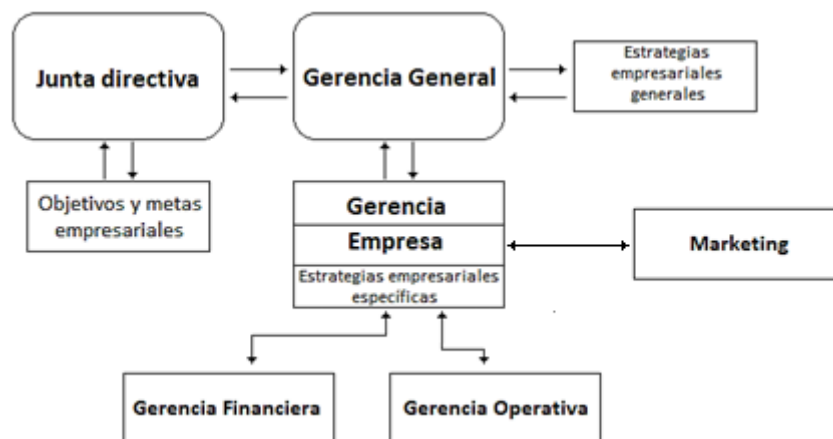 Junta directiva
Gerencia General
Estrategias
empresariales
generales
Objetivos y metas
empresariales
Gerencia
Empresa
Estrategias empresariales
específicas
Marketing
Gerencia Financiera
Gerencia Operativa